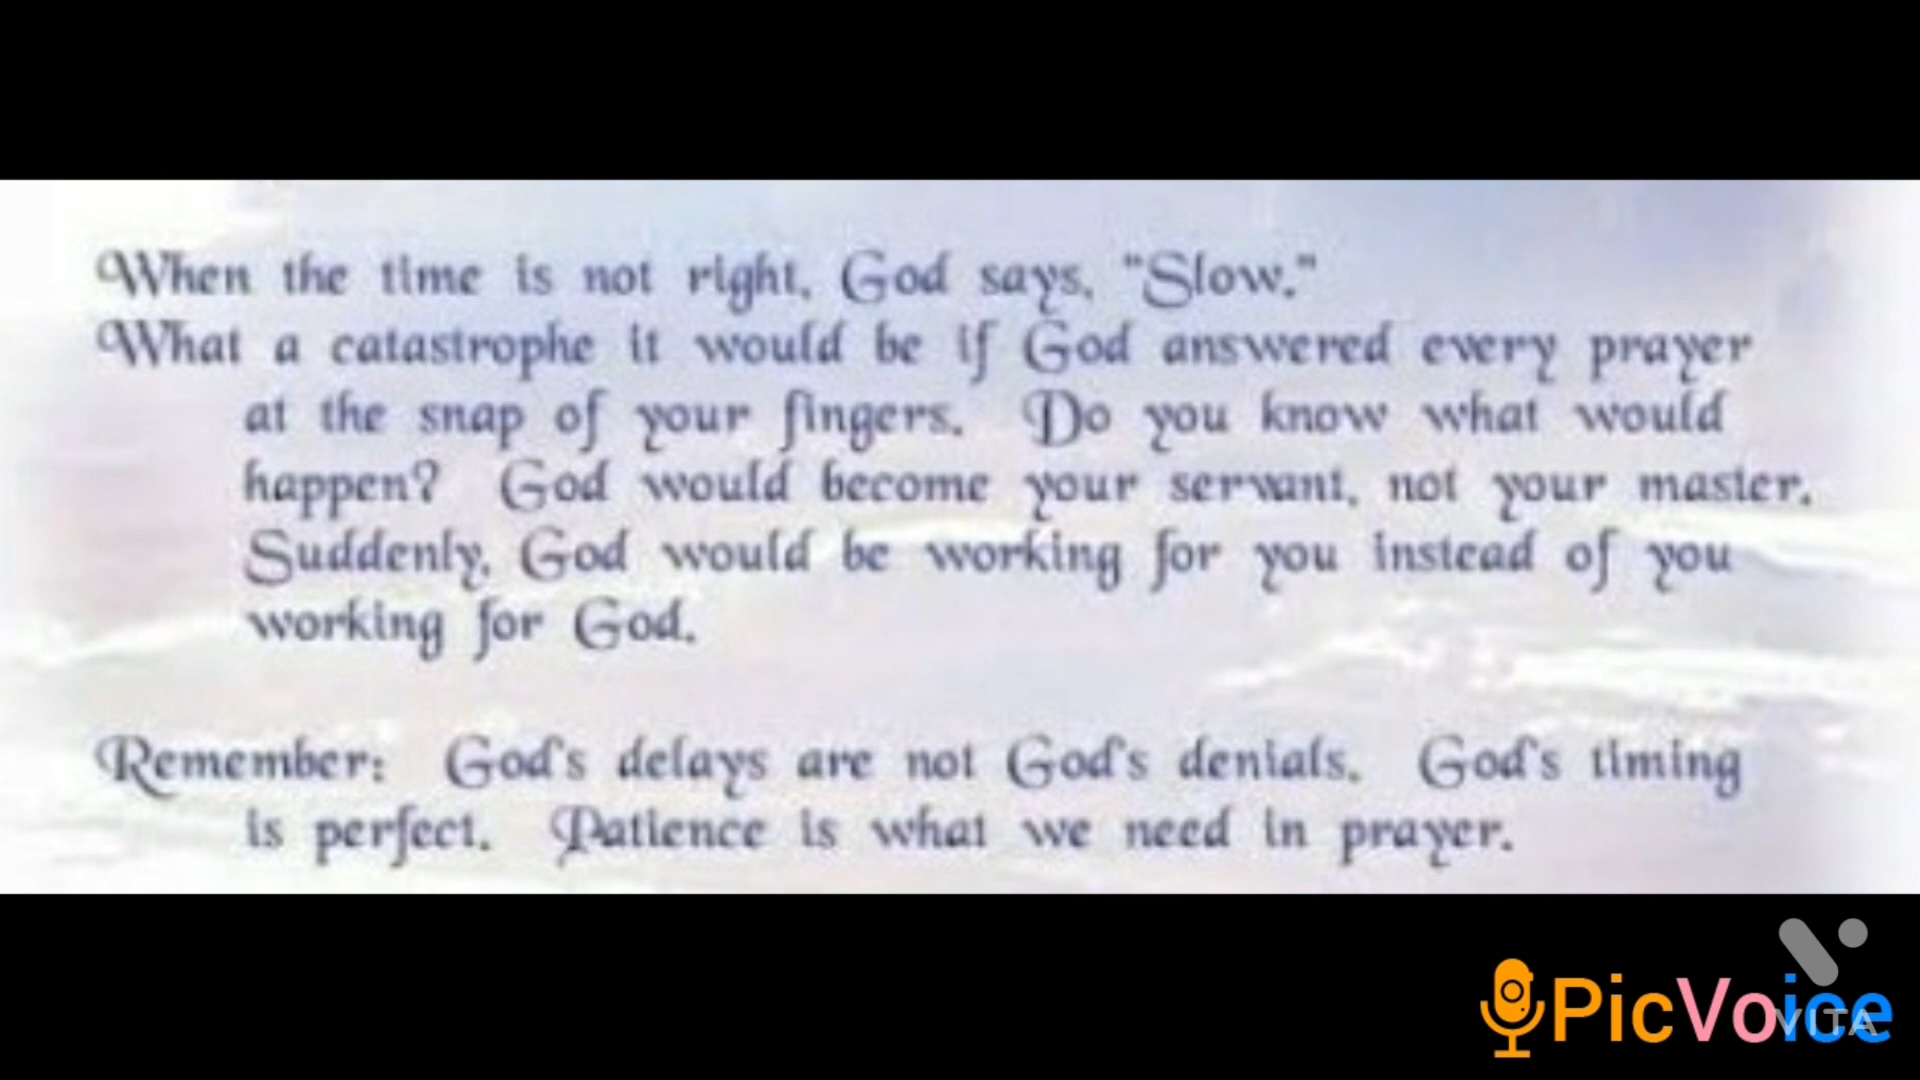 When the time is not right, God says, "Slow."
What a catastrophe it would be if God answered every prayer
at the snap of your fingers. Do you know what would
happen? God would become your servant, not your master.
Suddenly, God would be working for you instead of you
working for God.
Remember: God's delays are not God's denials. God's timing
is perfect. Patience is what we need in prayer.
PicVoice
VITA